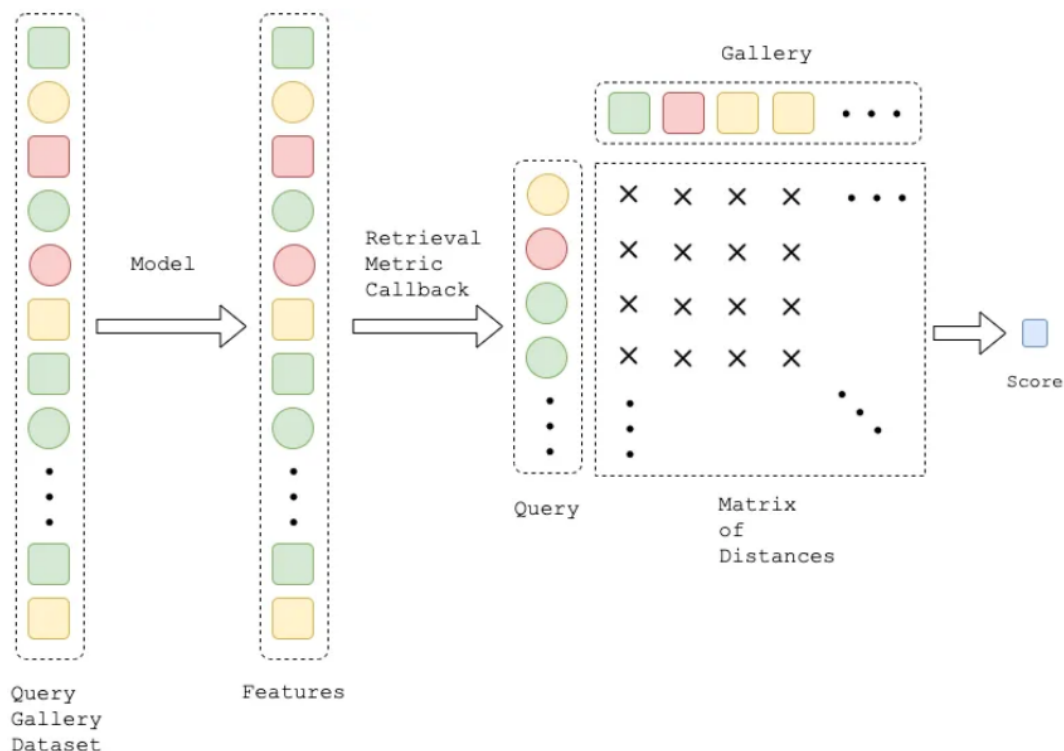 Gallery
Model
Retrieval
Metric
Callback
Score
Query
Matrix
of
Distances
Query
Gallery
Dataset
Features